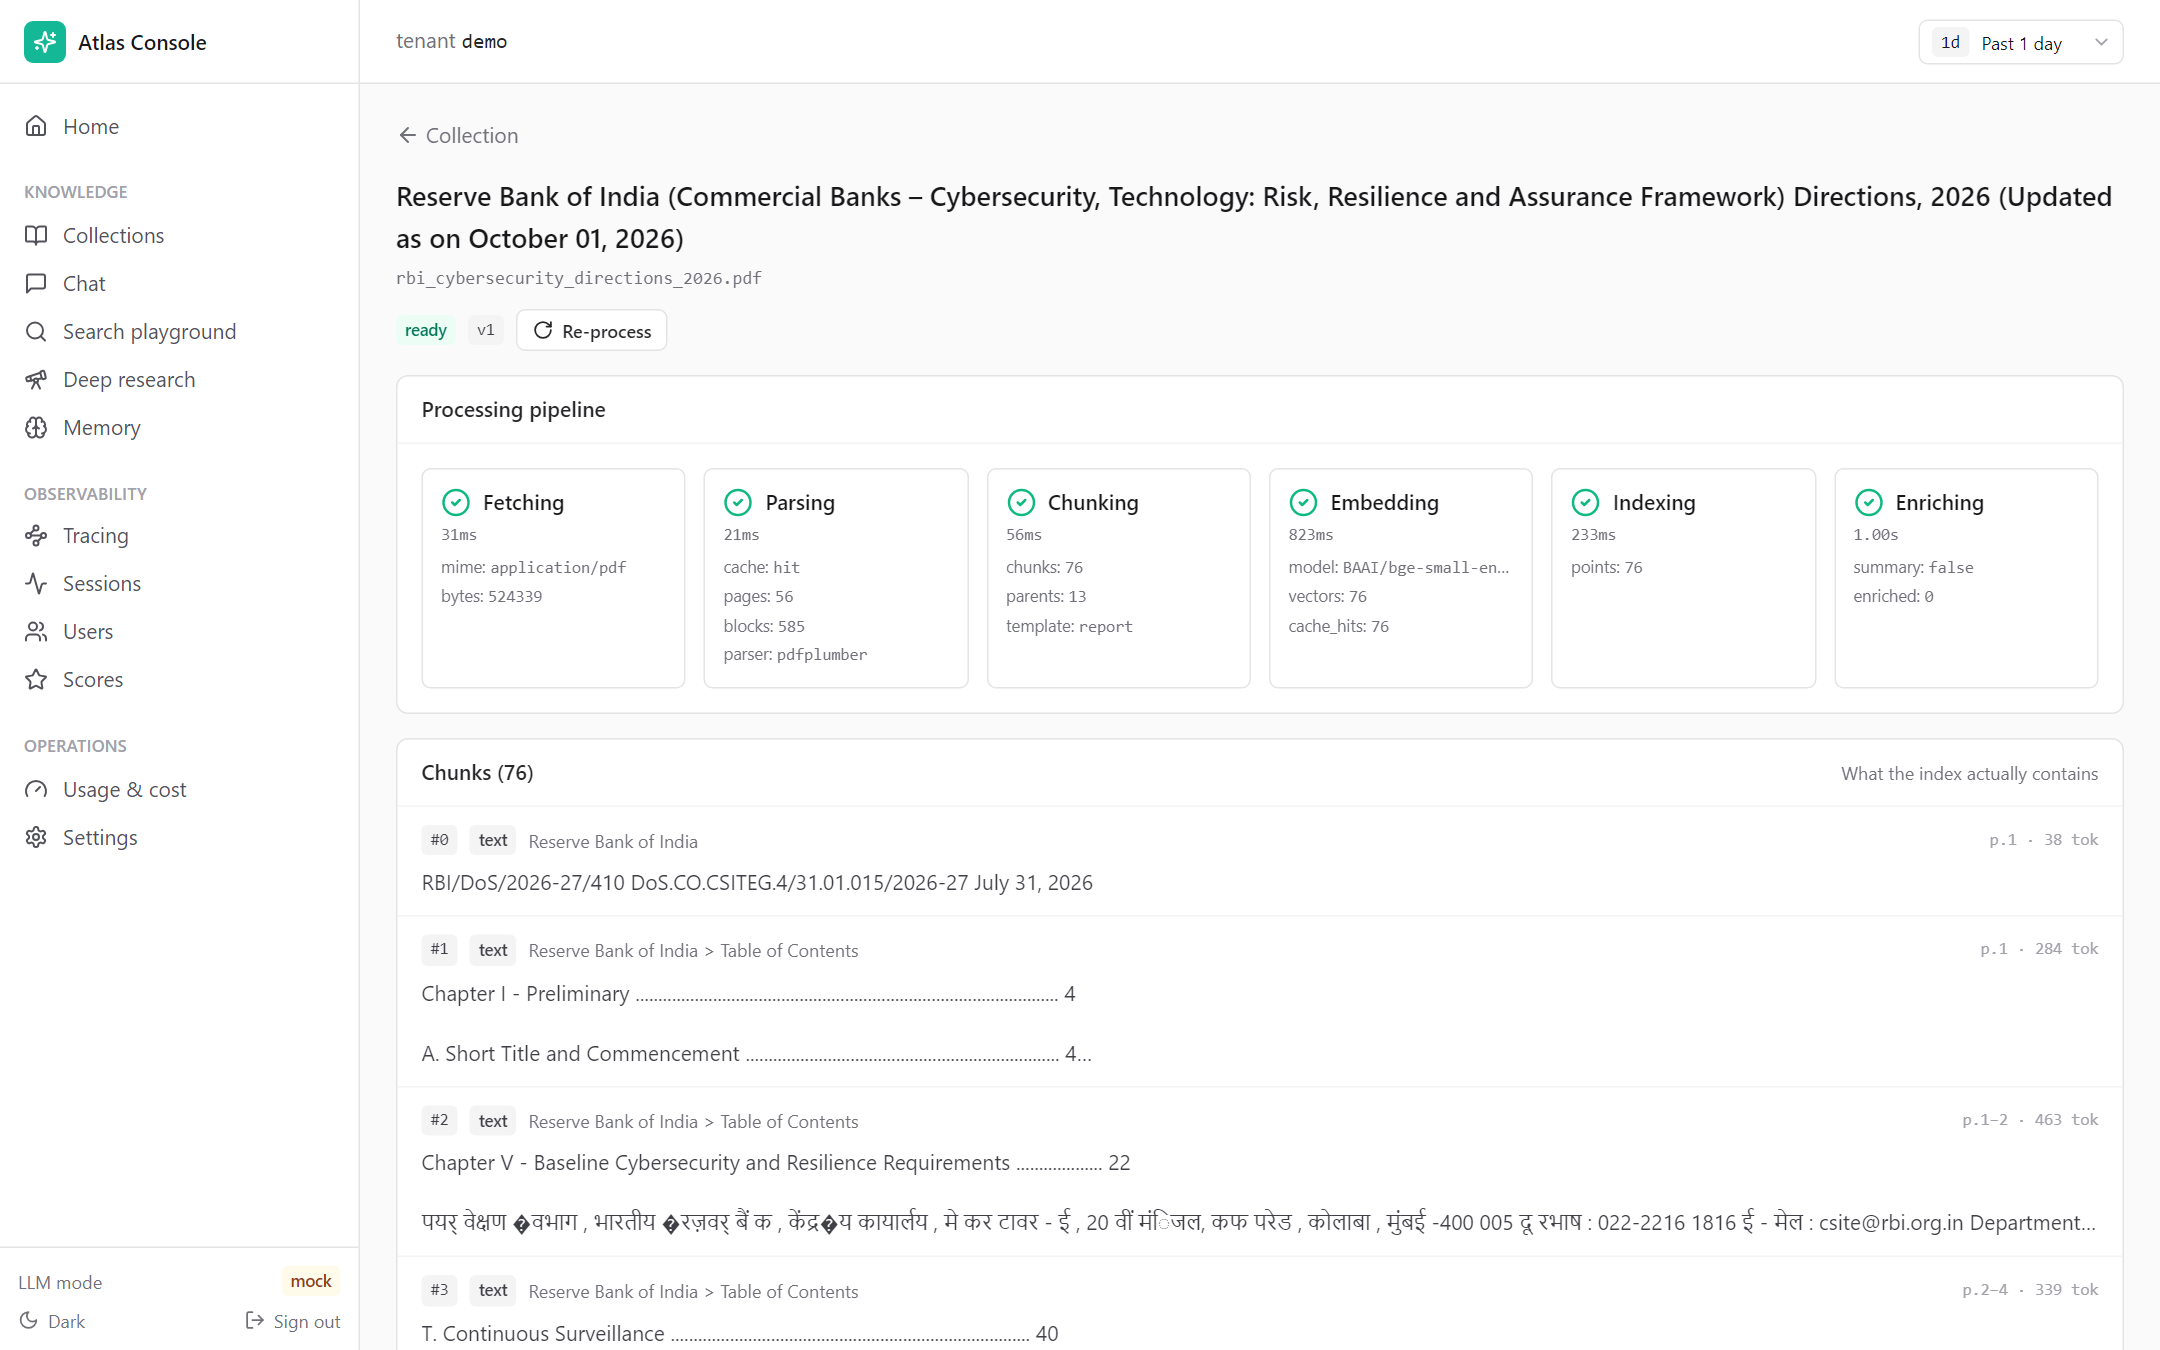 Atlas Console
tenant demo
1d Past 1 day
Home
KNOWLEDGE
Collections
Chat
Search playground
Deep research
Memory
OBSERVABILITY
Tracing
Sessions
Users
Scores
OPERATIONS
Usage & cost
Settings
LLM mode mock
Dark Sign out
Collection
Reserve Bank of India (Commercial Banks – Cybersecurity, Technology: Risk, Resilience and Assurance Framework) Directions, 2026 (Updated
as on October 01, 2026)
rbi_cybersecurity_directions_2026.pdf
ready v1 Re-process
Processing pipeline
Fetching
31ms
mime: application/pdf
bytes: 524339
Parsing
21ms
cache: hit
pages: 56
blocks: 585
parser: pdfplumber
Chunking
56ms
chunks: 76
parents: 13
template: report
Embedding
823ms
model: BAAI/bge-small-en…
vectors: 76
cache_hits: 76
Indexing
233ms
points: 76
Enriching
1.00s
summary: false
enriched: 0
Chunks (76) What the index actually contains
#0 text Reserve Bank of India p.1 · 38 tok
RBI/DoS/2026-27/410 DoS.CO.CSITEG.4/31.01.015/2026-27 July 31, 2026
#1 text Reserve Bank of India > Table of Contents p.1 · 284 tok
Chapter I - Preliminary ............................................................................................. 4
A. Short Title and Commencement ..................................................................... 4…
#2 text Reserve Bank of India > Table of Contents p.1–2 · 463 tok
Chapter V - Baseline Cybersecurity and Resilience Requirements ................... 22
पयर् वेक्षण �वभाग , भारतीय �रज़वर् बैं क , केंद्र�य कायार्लय , मे कर टावर - ई , 20 वीं मंिजल, कफ परेड , कोलाबा , मुंबई -400 005 दू रभाष : 022-2216 1816 ई - मेल : csite@rbi.org.in Department…
#3 text Reserve Bank of India > Table of Contents p.2–4 · 339 tok
T. Continuous Surveillance ............................................................................... 40